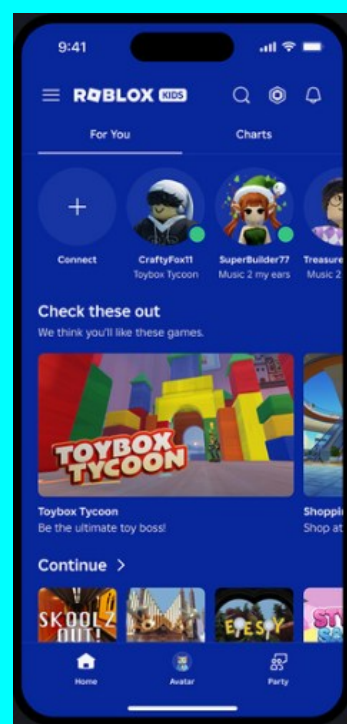 9:41
ROBLOX KIDS
For You
Charts
Connect
CraftyFox11
Toybox Tycoon
SuperBuilder77
Music 2 my ears
Treasure
Music 2
Check these out
We think you'll like these games.
TOYBOX
TYCOON
Toybox Tycoon
Be the ultimate toy boss!
Shoppin
Shop at
Continue >
SKOOLZ
OUT!
Home
Avatar
Party